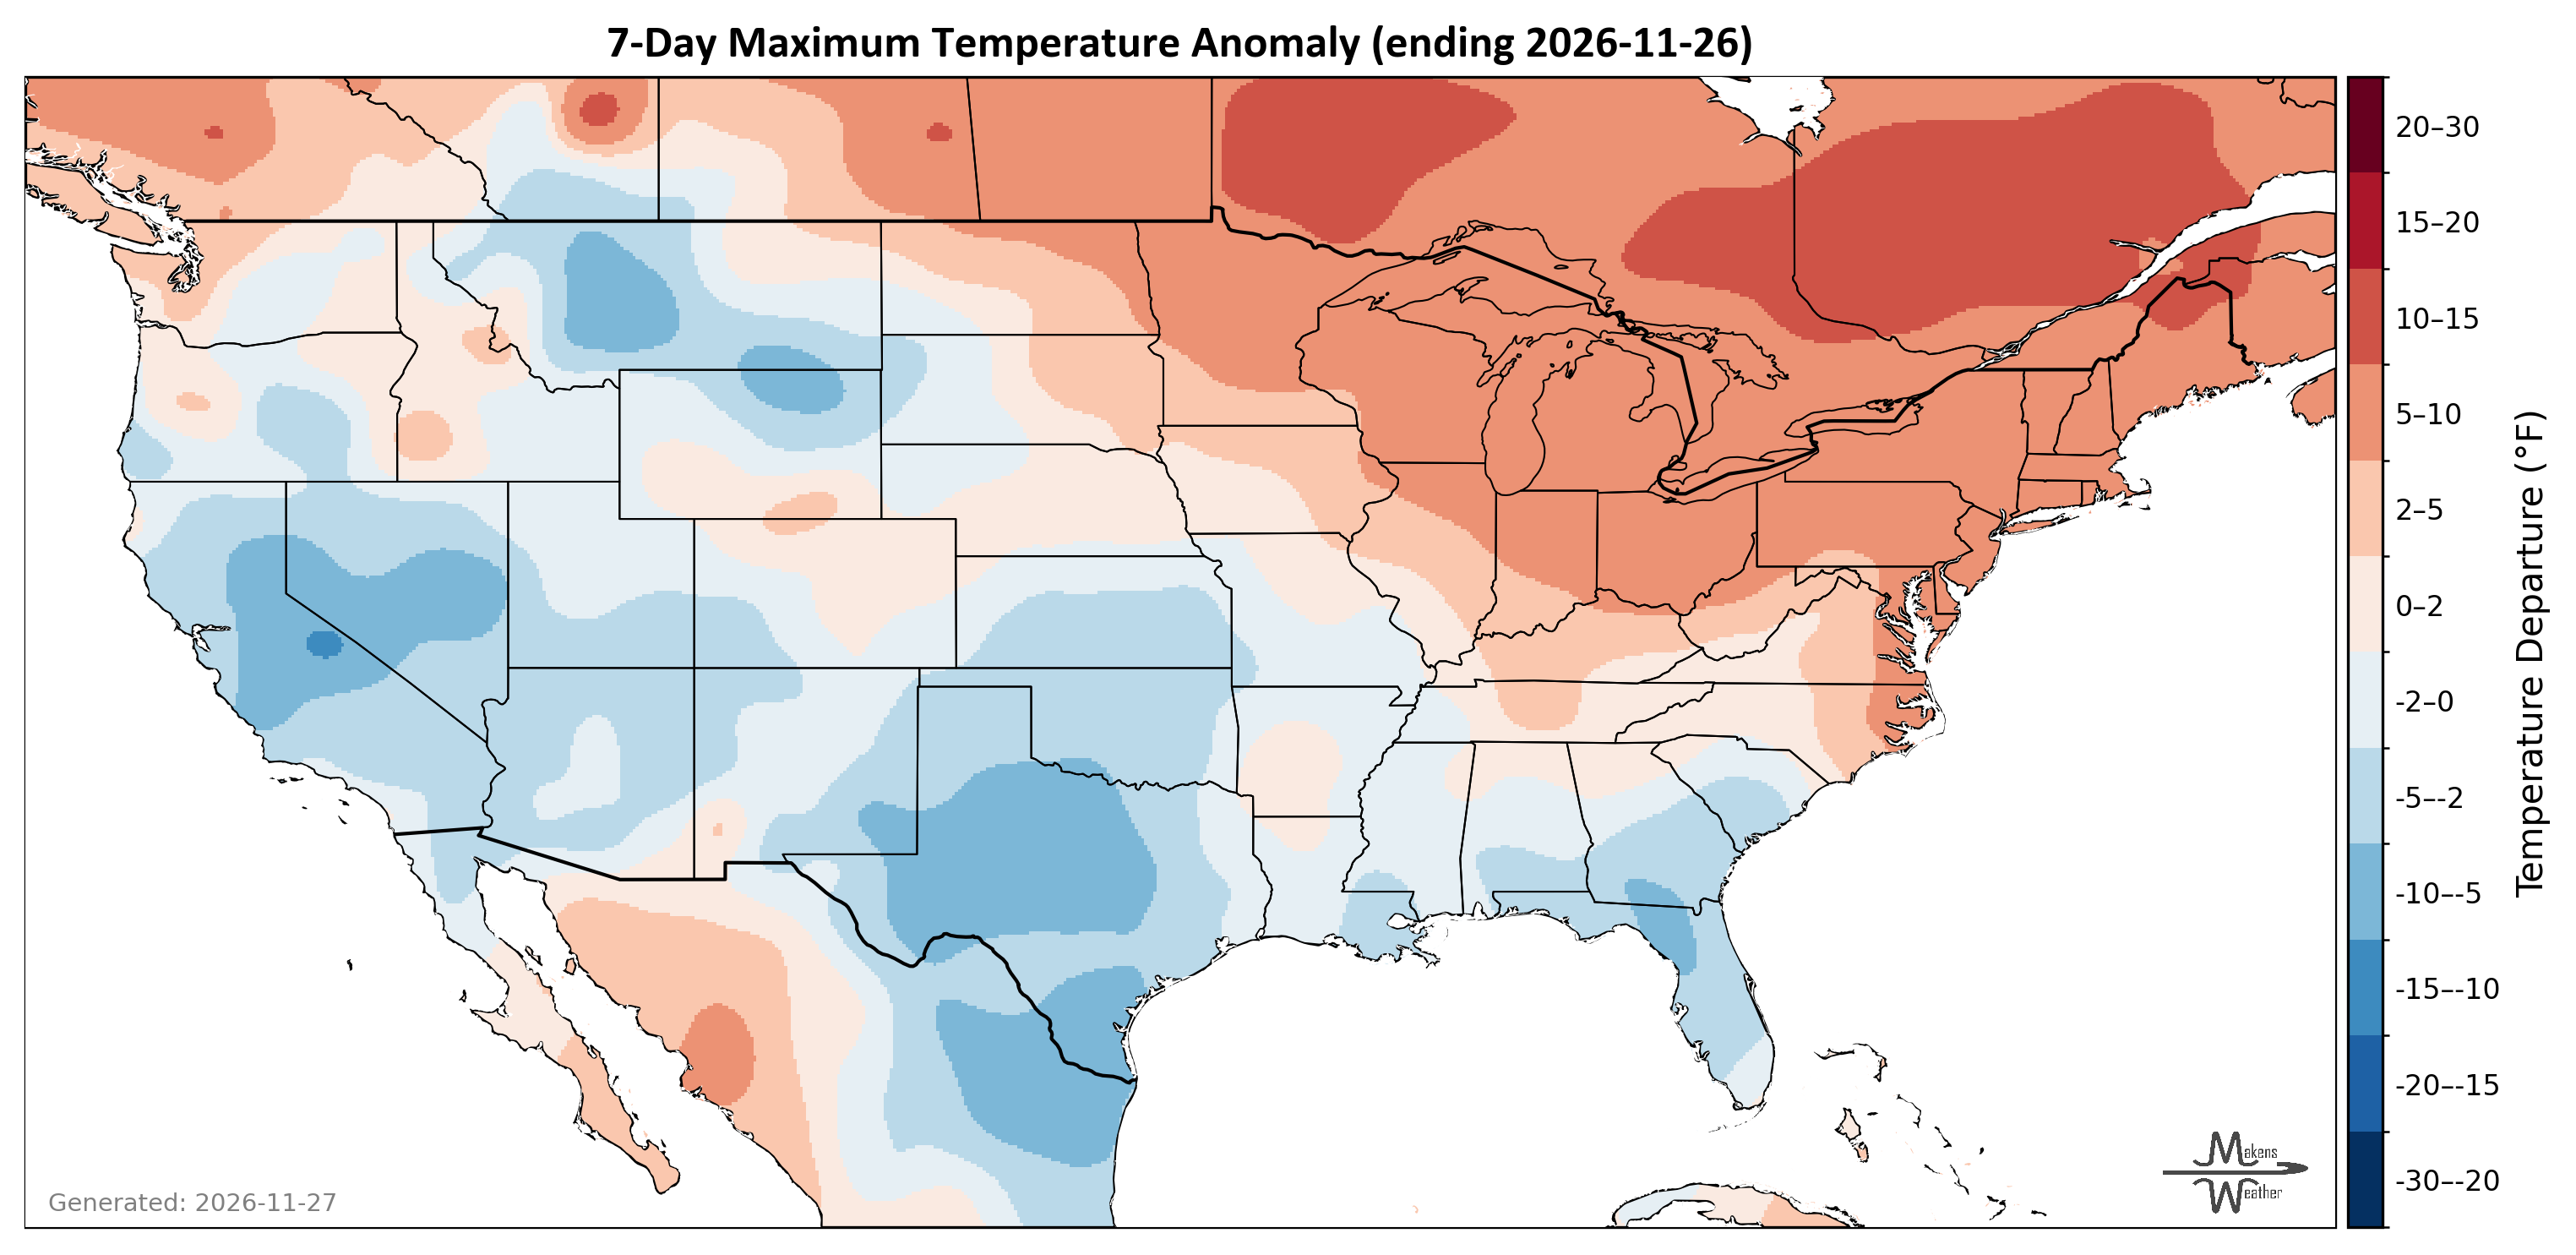 7-Day Maximum Temperature Anomaly (ending 2026-11-26)
20–30
15–20
10–15
5–10
2–5
0–2
-2–0
-5–-2
-10–-5
-15–-10
-20–-15
-30–-20
Temperature Departure (°F)
Generated: 2026-11-27
Makens
Weather